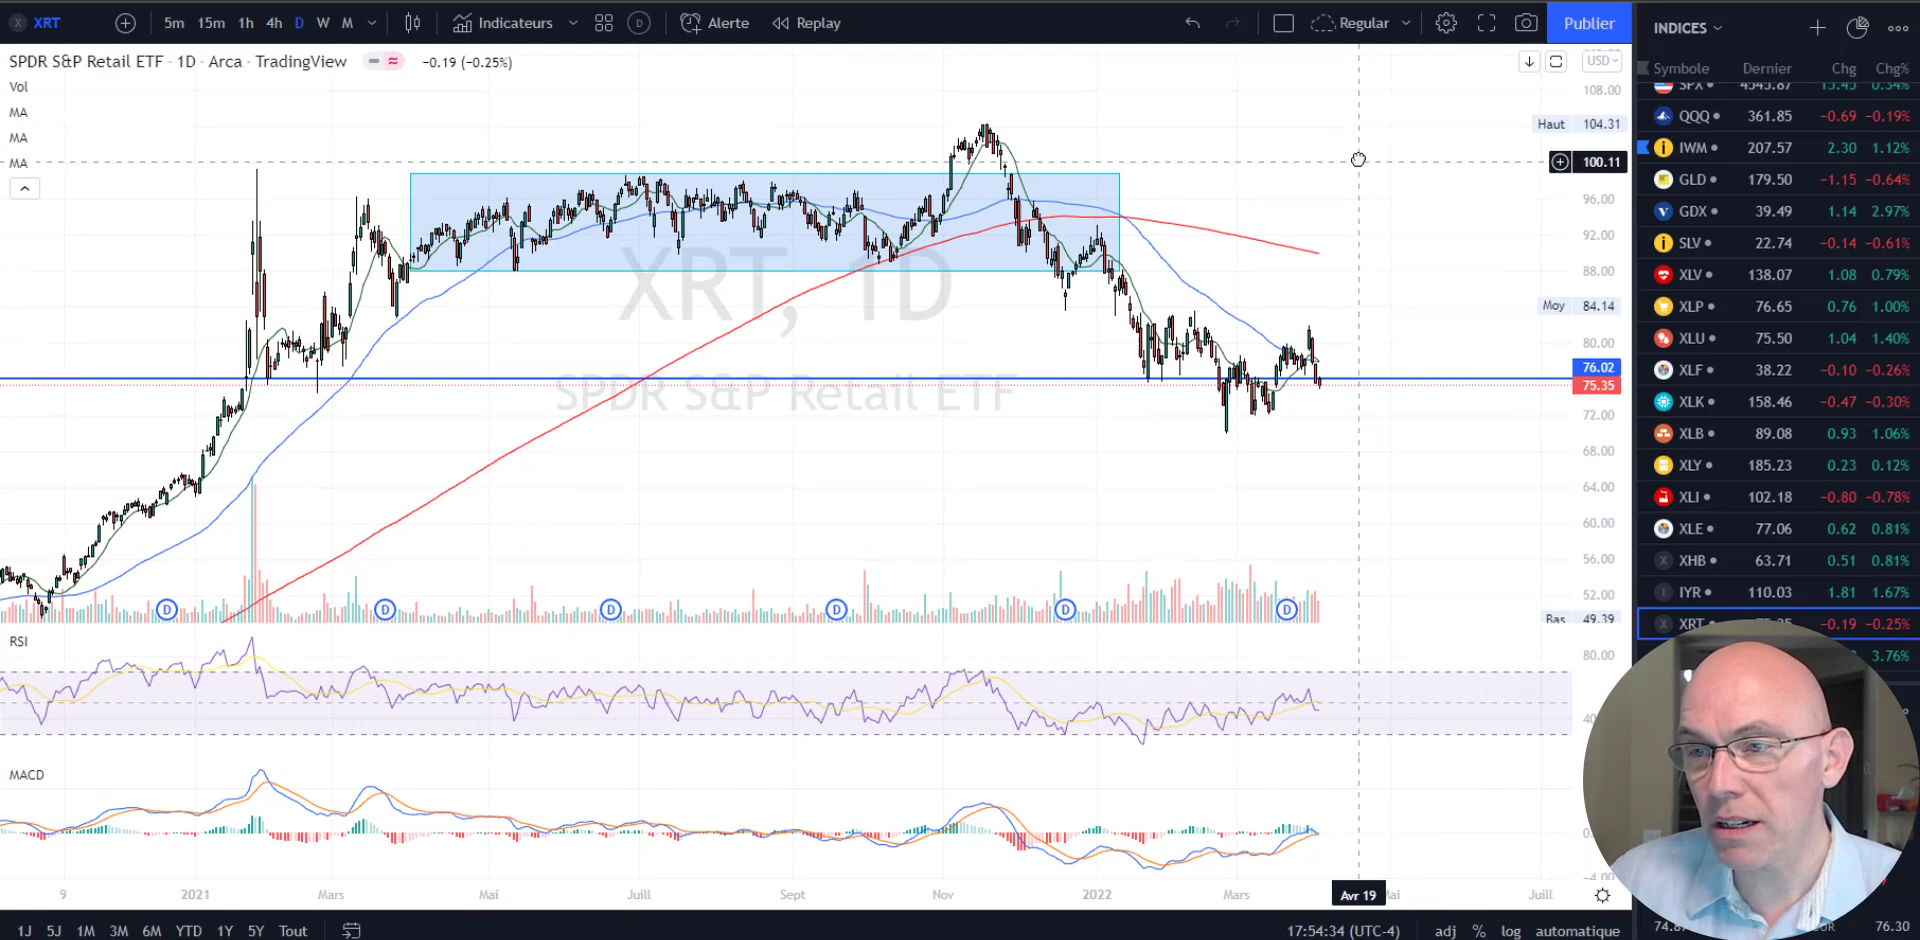 XRT 5m 15m 1h 4h D W M Indicateurs D Alerte Replay Regular Publier
SPDR S&P Retail ETF · 1D · Arca · TradingView −0.19 (−0.25%)
Vol
MA
MA
MA
XRT, 1D
SPDR S&P Retail ETF
USD
108.00
Haut 104.31
100.11
96.00
92.00
88.00
Moy 84.14
80.00
76.02
75.35
72.00
68.00
64.00
60.00
56.00
52.00
Bas 49.39
D D D D D D
RSI
80.00
MACD
−4.00
9 2021 Mars Mai Juill Sept Nov 2022 Mars Avr 19 Mai Juill
1J 5J 1M 3M 6M YTD 1Y 5Y Tout 17:54:34 (UTC-4) adj % log automatique
INDICES
Symbole Dernier Chg Chg%
SPX 4545.87 15.45 0.34%
QQQ 361.85 −0.69 −0.19%
IWM 207.57 2.30 1.12%
GLD 179.50 −1.15 −0.64%
GDX 39.49 1.14 2.97%
SLV 22.74 −0.14 −0.61%
XLV 138.07 1.08 0.79%
XLP 76.65 0.76 1.00%
XLU 75.50 1.04 1.40%
XLF 38.22 −0.10 −0.26%
XLK 158.46 −0.47 −0.30%
XLB 89.08 0.93 1.06%
XLY 185.23 0.23 0.12%
XLI 102.18 −0.80 −0.78%
XLE 77.06 0.62 0.81%
XHB 63.71 0.51 0.81%
IYR 110.03 1.81 1.67%
XRT −0.19 −0.25%
3.76%
76.30